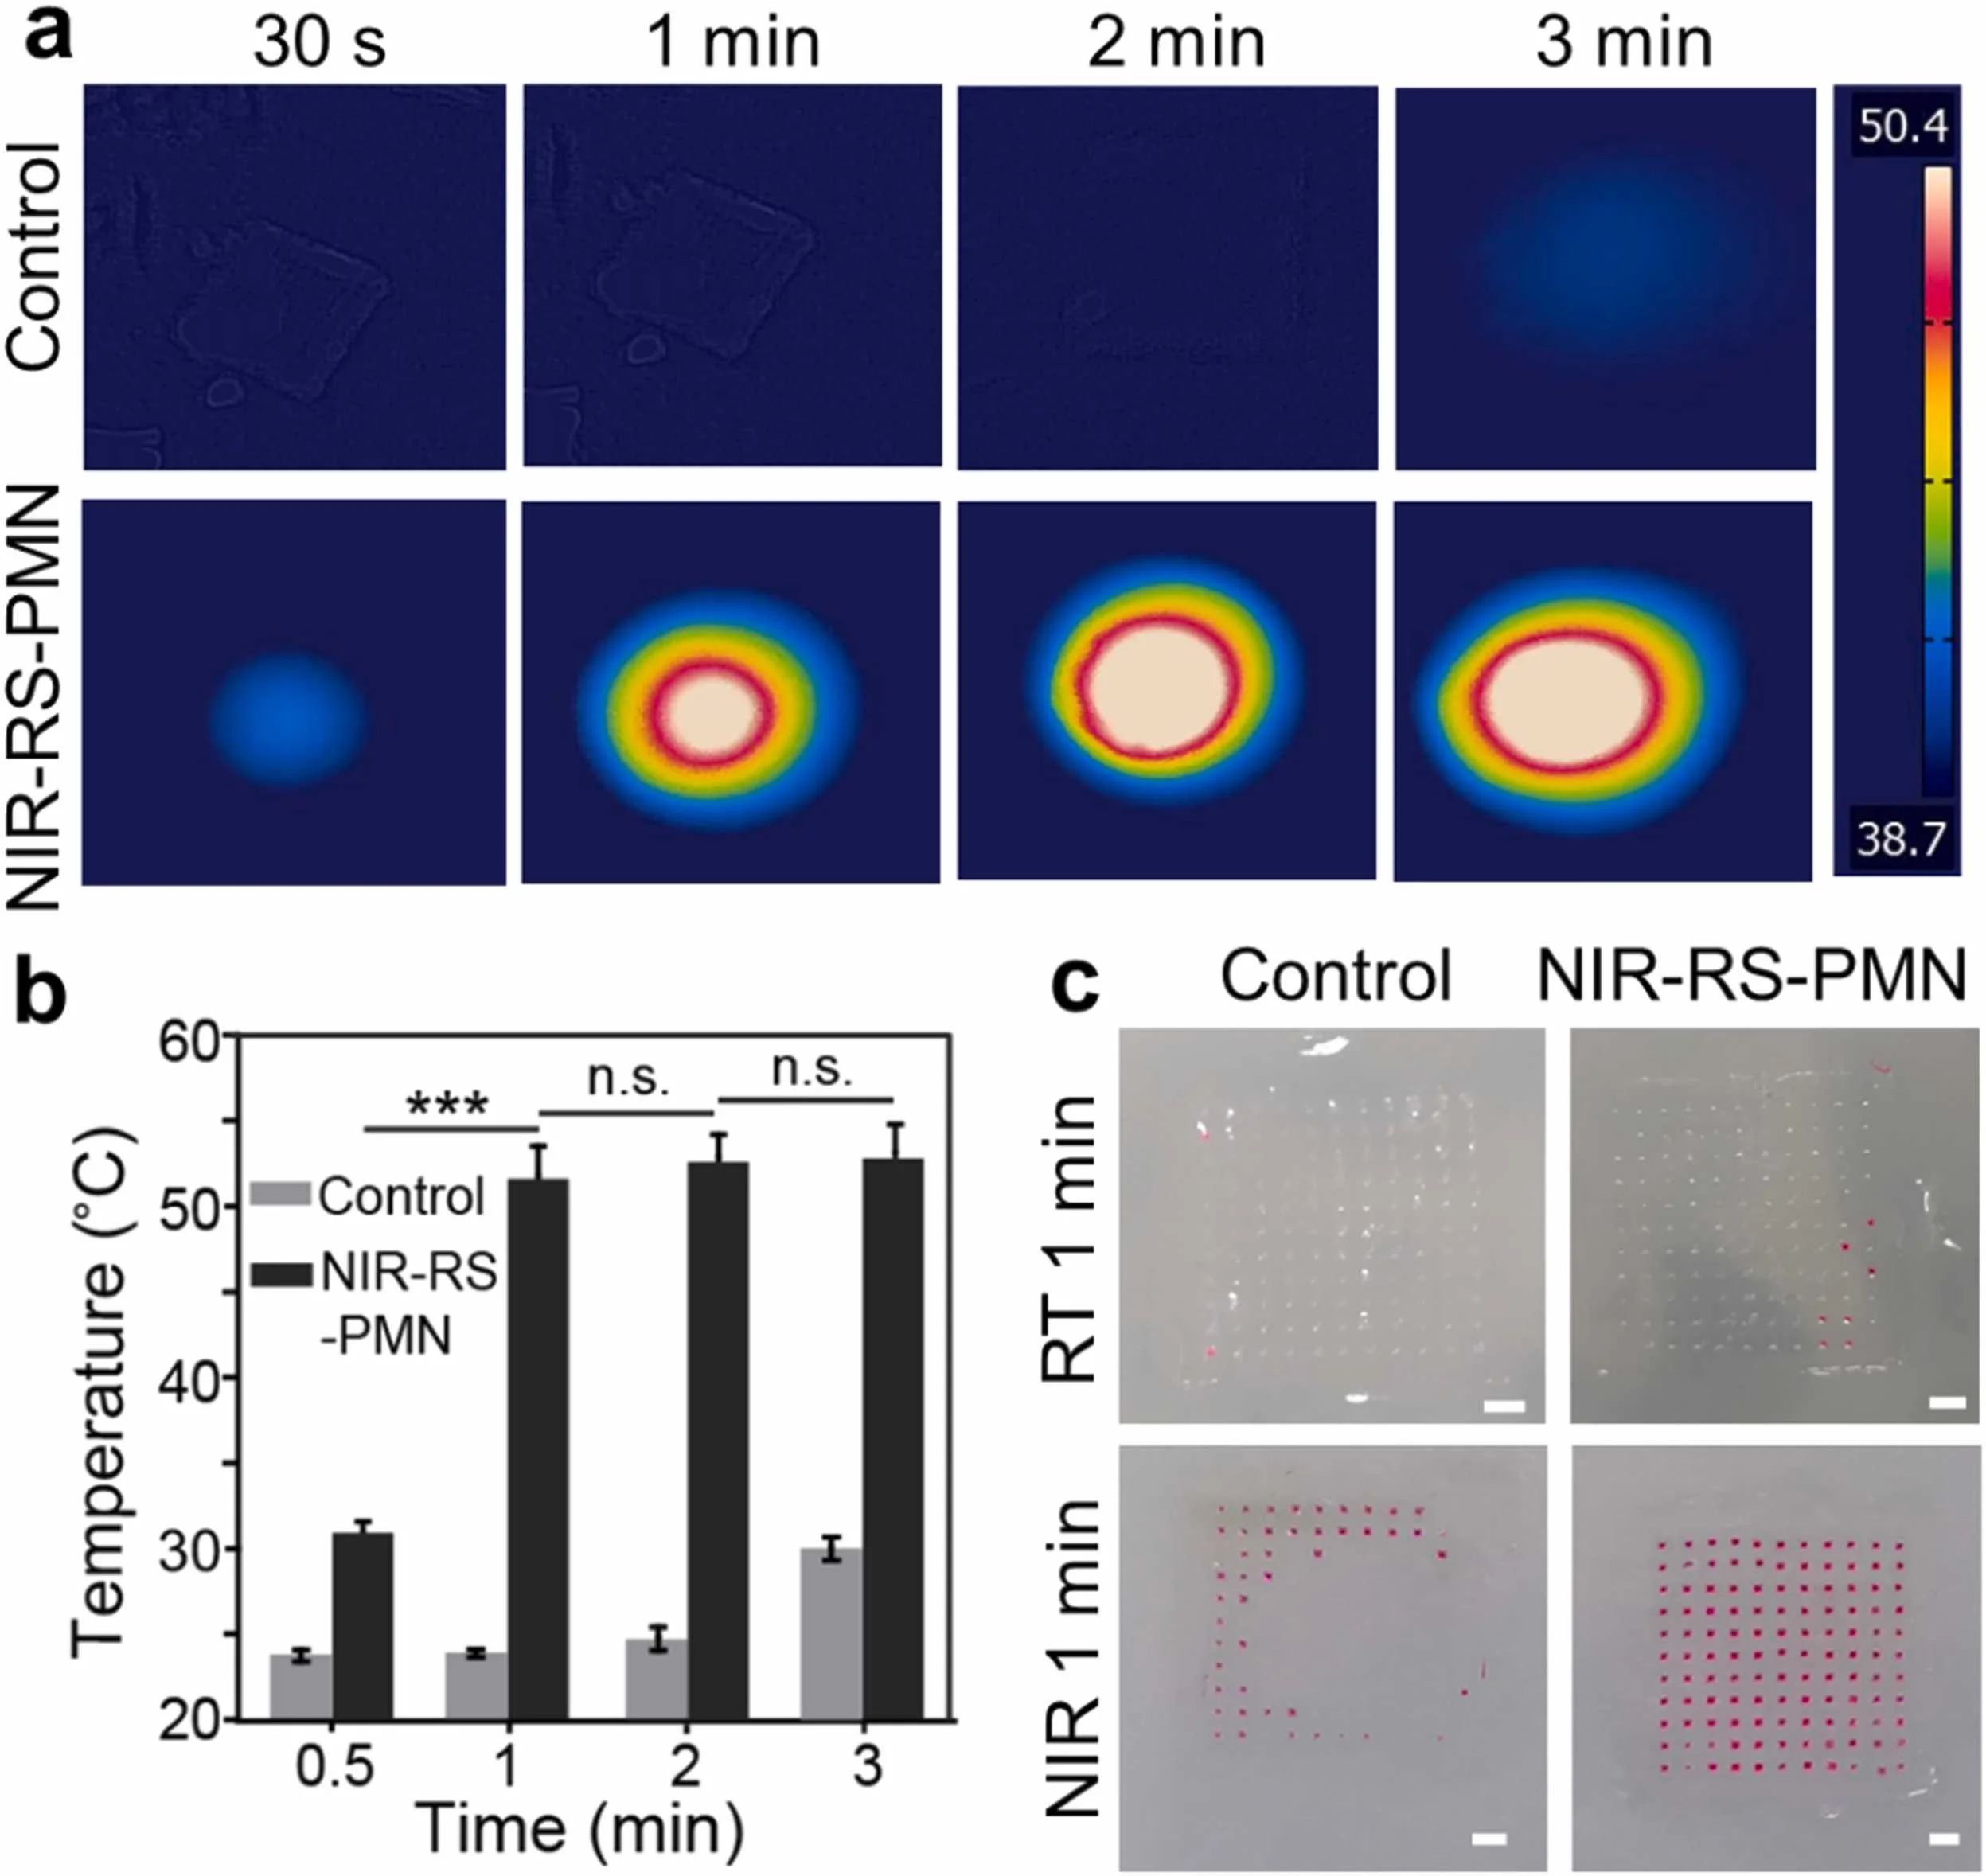 a
30 s
1 min
2 min
3 min
Control
NIR-RS-PMN
50.4
38.7
b
60
50
40
30
20
Temperature (°C)
***
n.s.
n.s.
Control
NIR-RS
-PMN
0.5
1
2
3
Time (min)
c
Control
NIR-RS-PMN
RT 1 min
NIR 1 min